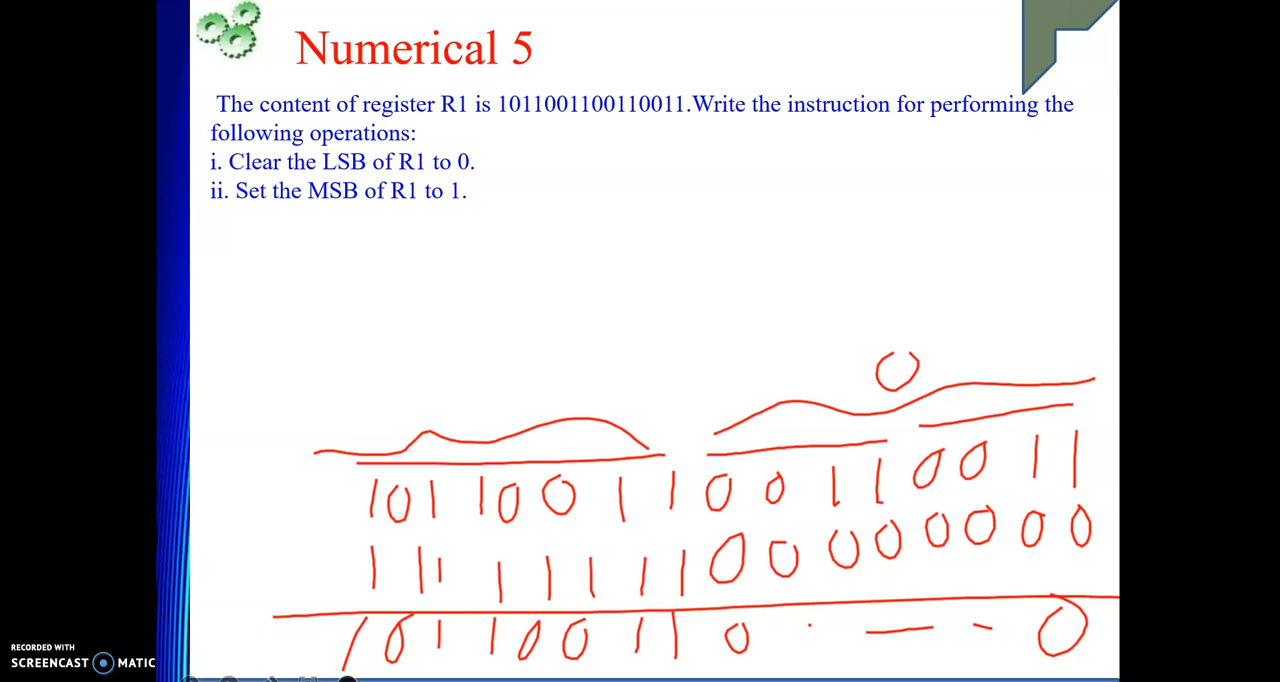 Numerical 5
The content of register R1 is 1011001100110011.Write the instruction for performing the
following operations:
i. Clear the LSB of R1 to 0.
ii. Set the MSB of R1 to 1.
0
1011001100110011
1111111100000000
101100110 . — - 0
RECORDED WITH
SCREENCAST MATIC